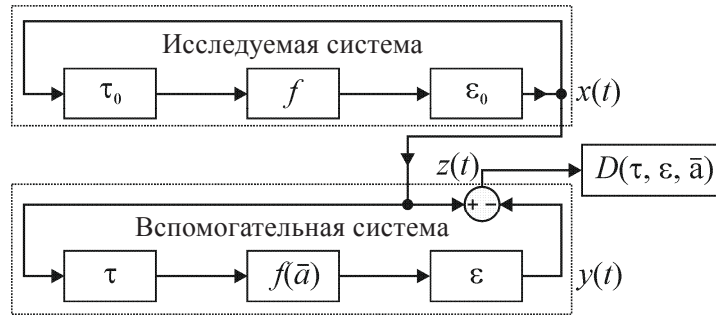 Исследуемая система
τ₀ f ε₀ x(t)
z(t) D(τ, ε, ā)
+ −
Вспомогательная система
τ f(ā) ε y(t)